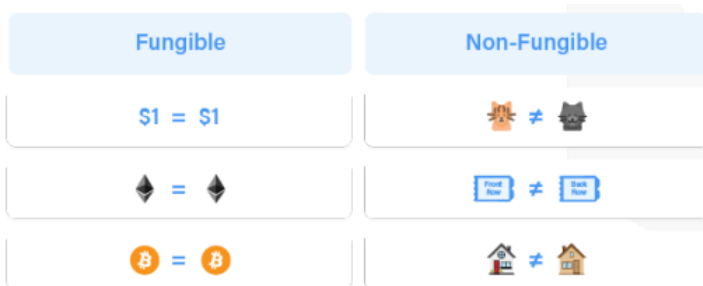 Fungible Non-Fungible
$1 = $1 ≠
= Front Row ≠ Back Row
= ≠